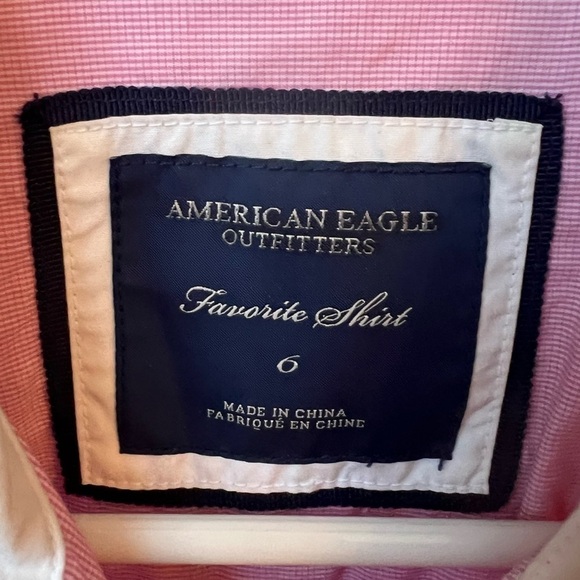 AMERICAN EAGLE
OUTFITTERS
Favorite Shirt
6
MADE IN CHINA
FABRIQUÉ EN CHINE